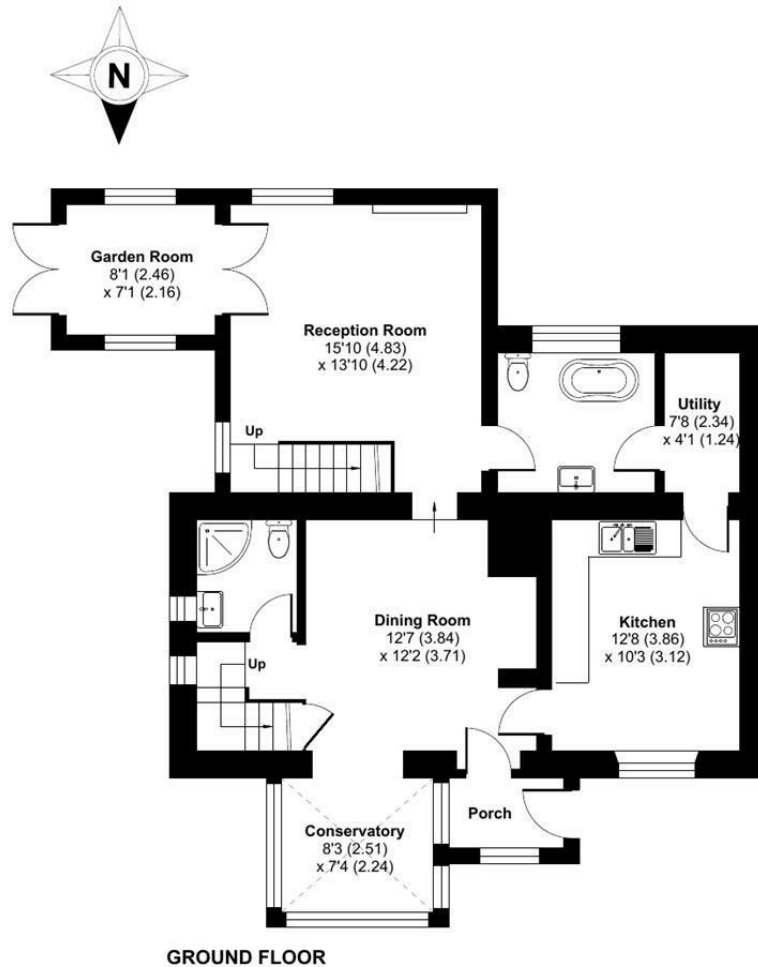 N
Garden Room
8'1 (2.46)
x 7'1 (2.16)
Reception Room
15'10 (4.83)
x 13'10 (4.22)
Up
Utility
7'8 (2.34)
x 4'1 (1.24)
Dining Room
12'7 (3.84)
x 12'2 (3.71)
Kitchen
12'8 (3.86)
x 10'3 (3.12)
Up
Conservatory
8'3 (2.51)
x 7'4 (2.24)
Porch
GROUND FLOOR